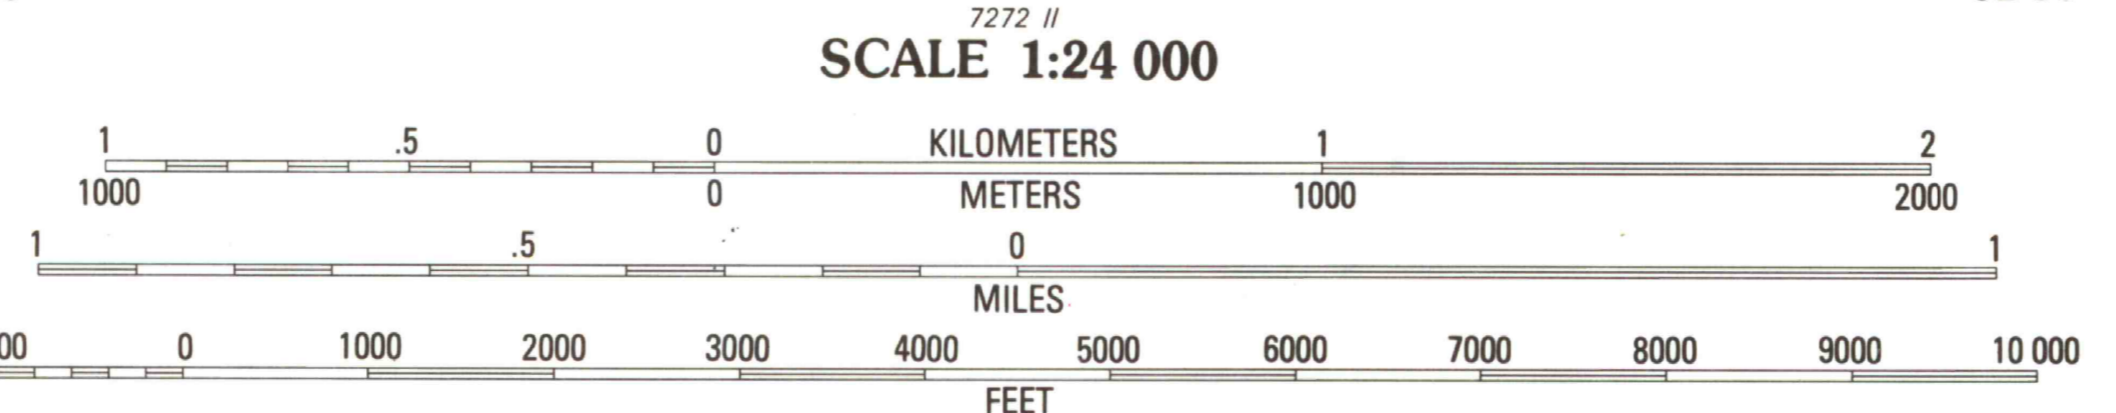 7272 II
SCALE 1:24 000
1 .5 0 KILOMETERS 1 2
1000 0 METERS 1000 2000
1 .5 0 1
MILES
00 0 1000 2000 3000 4000 5000 6000 7000 8000 9000 10 000
FEET